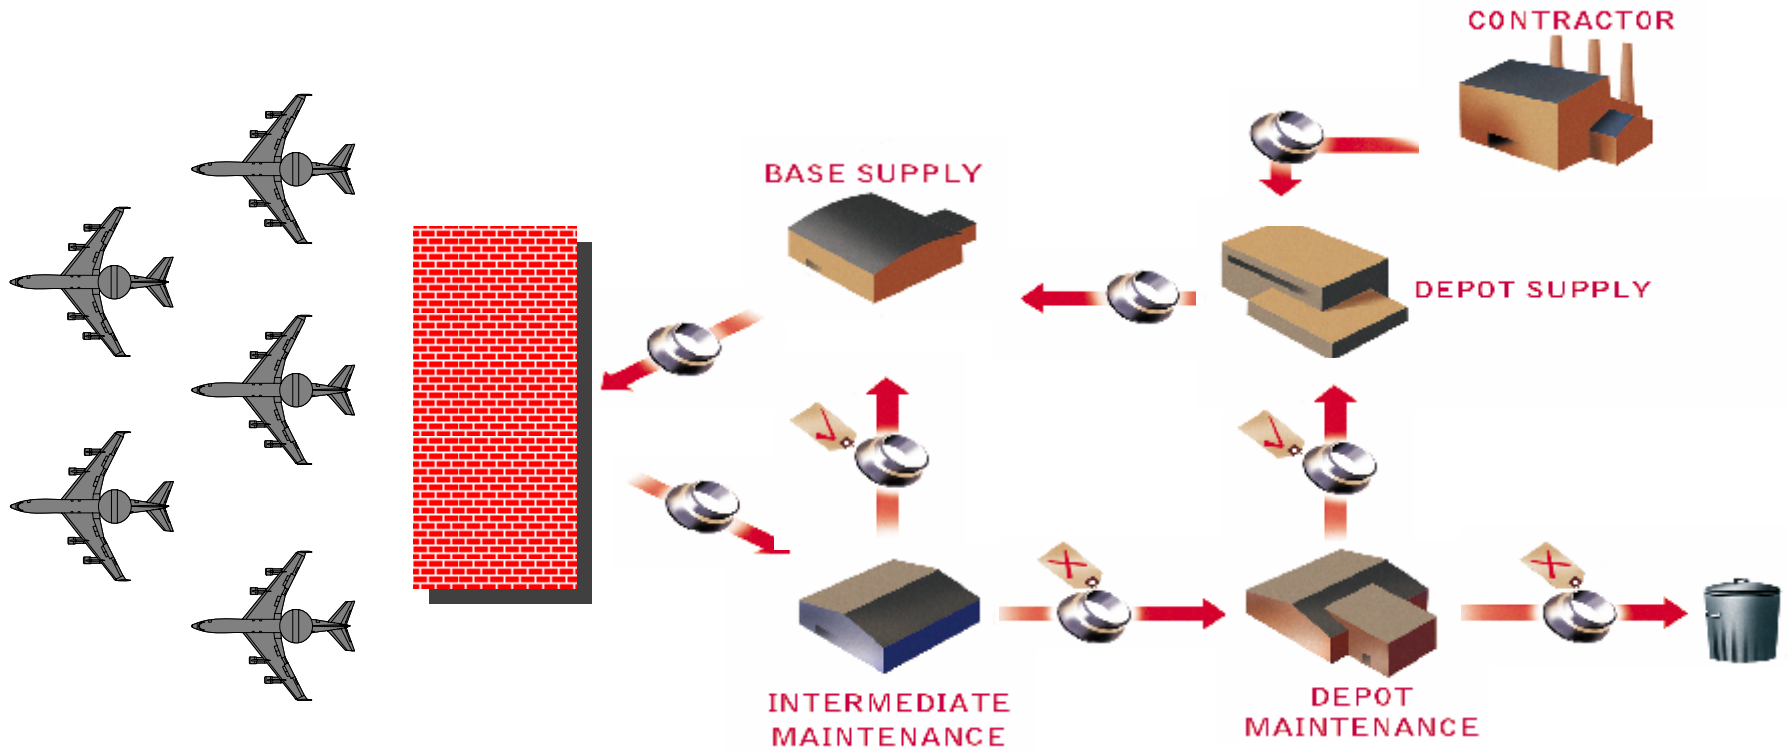 CONTRACTOR
BASE SUPPLY
DEPOT SUPPLY
INTERMEDIATE
MAINTENANCE
DEPOT
MAINTENANCE